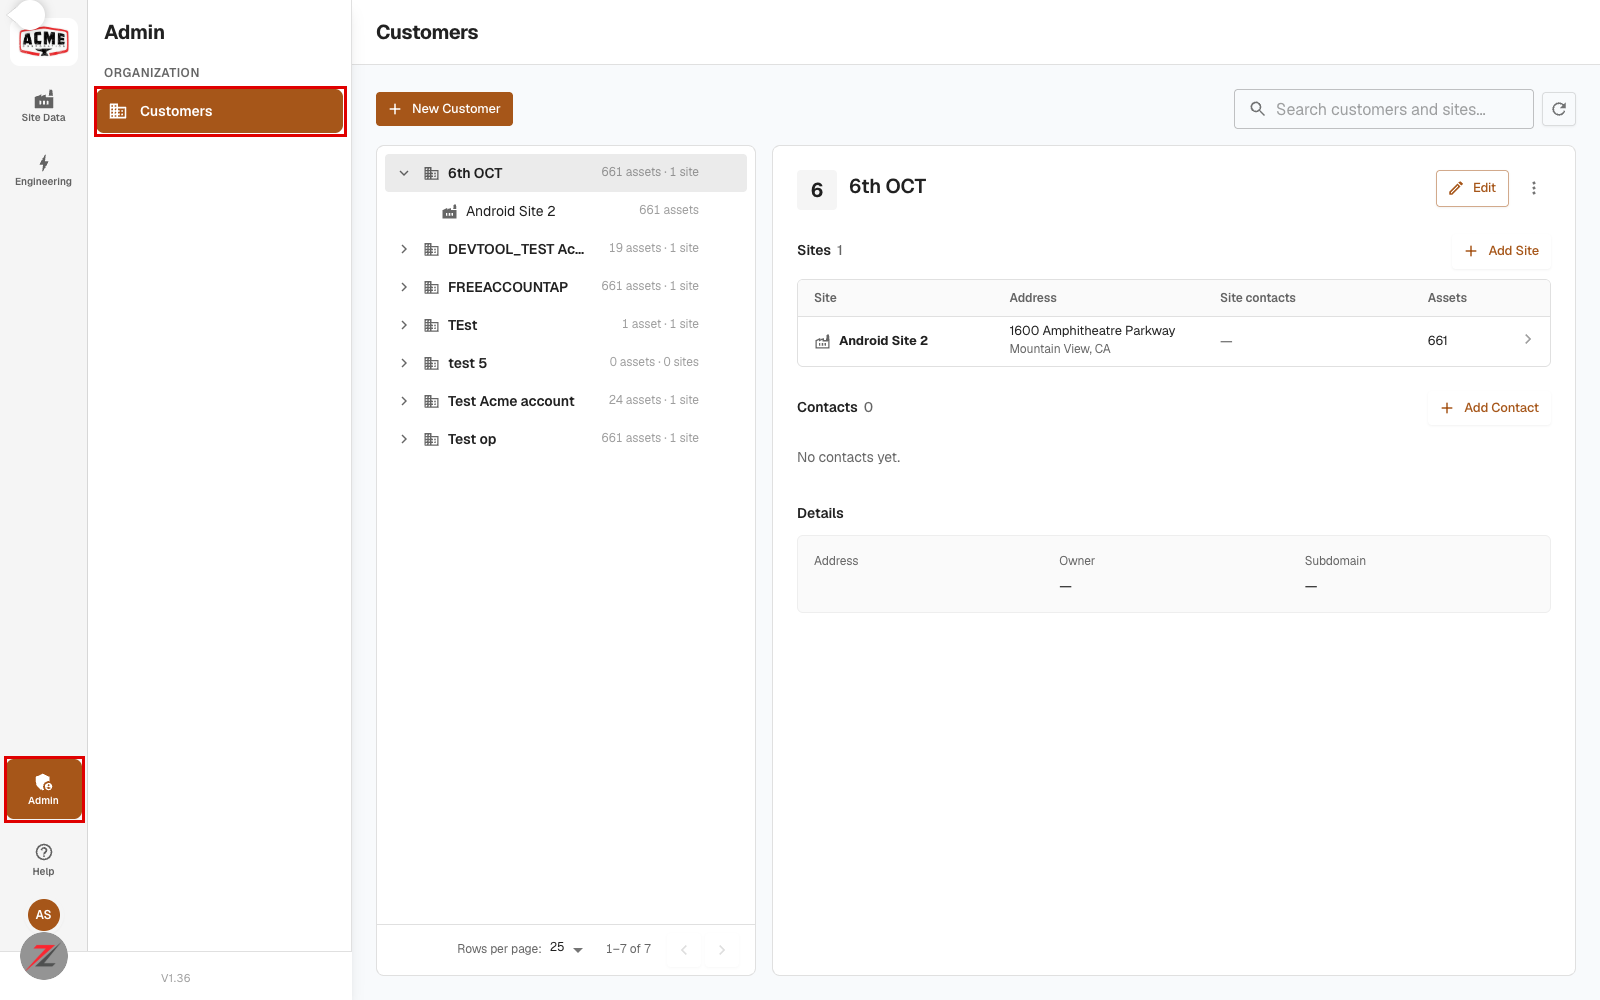 ACME
Site Data
Engineering
Admin
Help
AS
Admin
ORGANIZATION
Customers
V1.36
Customers
New Customer
Search customers and sites...
6th OCT 661 assets · 1 site
Android Site 2 661 assets
DEVTOOL_TEST Ac... 19 assets · 1 site
FREEACCOUNTAP 661 assets · 1 site
TEst 1 asset · 1 site
test 5 0 assets · 0 sites
Test Acme account 24 assets · 1 site
Test op 661 assets · 1 site
Rows per page: 25 1–7 of 7
6 6th OCT
Edit
Sites 1
Add Site
Site Address Site contacts Assets
Android Site 2 1600 Amphitheatre Parkway — 661
Mountain View, CA
Contacts 0
Add Contact
No contacts yet.
Details
Address Owner Subdomain
— —